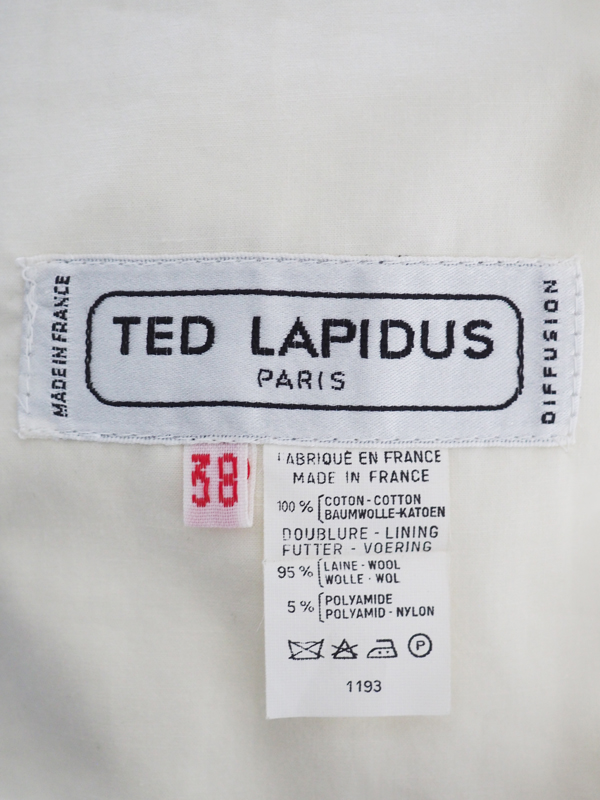 MADE IN FRANCE
TED LAPIDUS
PARIS
DIFFUSION
38
FABRIQUÉ EN FRANCE
MADE IN FRANCE
100% COTON-COTTON
BAUMWOLLE-KATOEN
DOUBLURE - LINING
FUTTER - VOERING
95% LAINE - WOOL
WOLLE - WOL
5% POLYAMIDE
POLYAMID - NYLON
P
1193